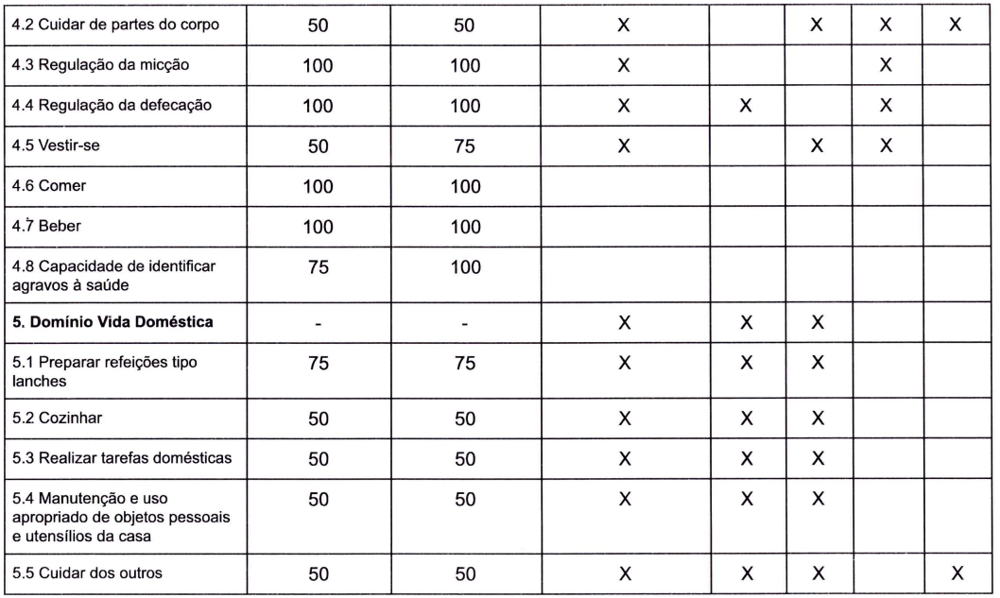 4.2 Cuidar de partes do corpo 50 50 X X X X
4.3 Regulação da micção 100 100 X X
4.4 Regulação da defecação 100 100 X X X
4.5 Vestir-se 50 75 X X X
4.6 Comer 100 100
4.7 Beber 100 100
4.8 Capacidade de identificar 75 100
agravos à saúde
5. Domínio Vida Doméstica - - X X X
5.1 Preparar refeições tipo 75 75 X X X
lanches
5.2 Cozinhar 50 50 X X X
5.3 Realizar tarefas domésticas 50 50 X X X
5.4 Manutenção e uso 50 50 X X X
apropriado de objetos pessoais
e utensílios da casa
5.5 Cuidar dos outros 50 50 X X X X